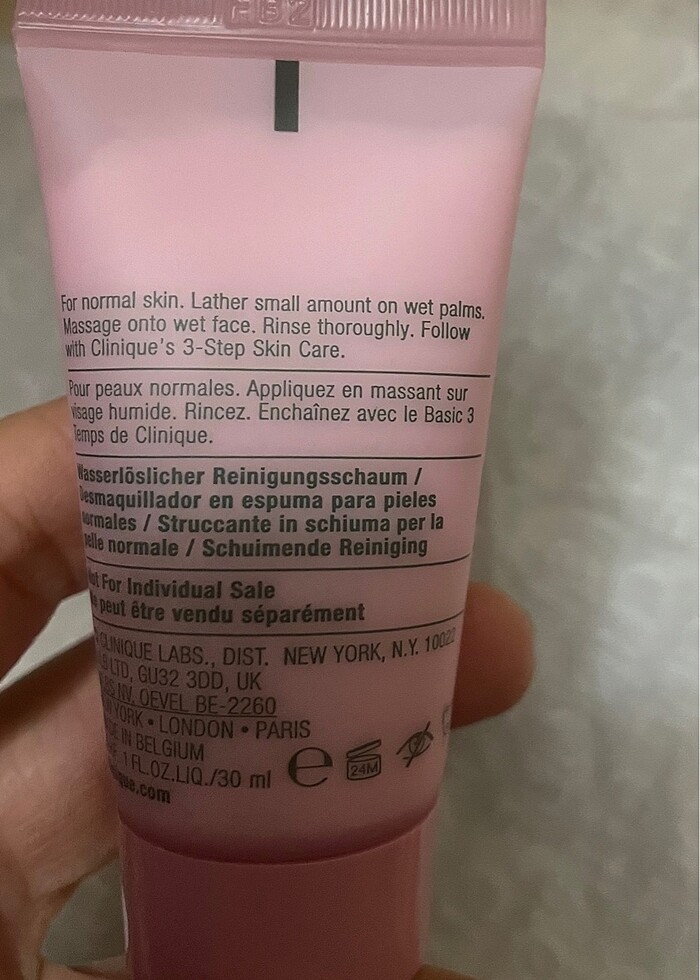 PB2
For normal skin. Lather small amount on wet palms.
Massage onto wet face. Rinse thoroughly. Follow
with Clinique's 3-Step Skin Care.
Pour peaux normales. Appliquez en massant sur
visage humide. Rincez. Enchaînez avec le Basic 3
Temps de Clinique.
Wasserlöslicher Reinigungsschaum /
Desmaquillador en espuma para pieles
normales / Struccante in schiuma per la
pelle normale / Schuimende Reiniging
Not For Individual Sale
peut être vendu séparément
CLINIQUE LABS., DIST. NEW YORK, N.Y. 10022
LTD, GU32 3DD, UK
NV, OEVEL BE-2260
YORK • LONDON • PARIS
IN BELGIUM
1 FL.OZ.LIQ./30 ml e 24M